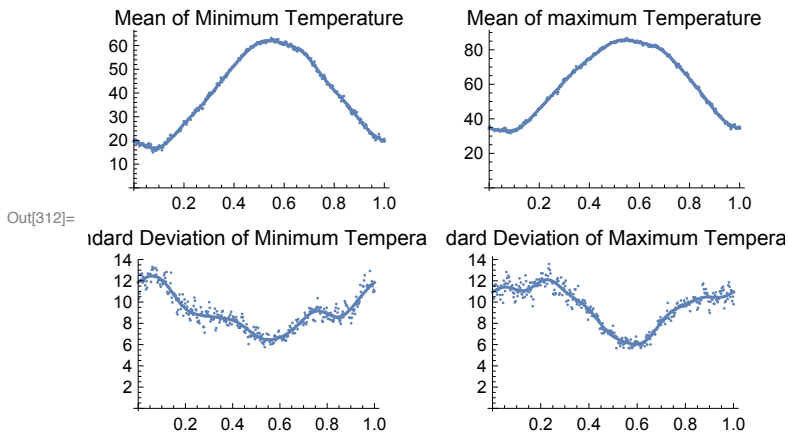 Mean of Minimum Temperature
60
50
40
30
20
10
0.2 0.4 0.6 0.8 1.0
Mean of maximum Temperature
80
60
40
20
0.2 0.4 0.6 0.8 1.0
Out[312]=
ndard Deviation of Minimum Tempera
14
12
10
8
6
4
2
0.2 0.4 0.6 0.8 1.0
dard Deviation of Maximum Tempera
14
12
10
8
6
4
2
0.2 0.4 0.6 0.8 1.0